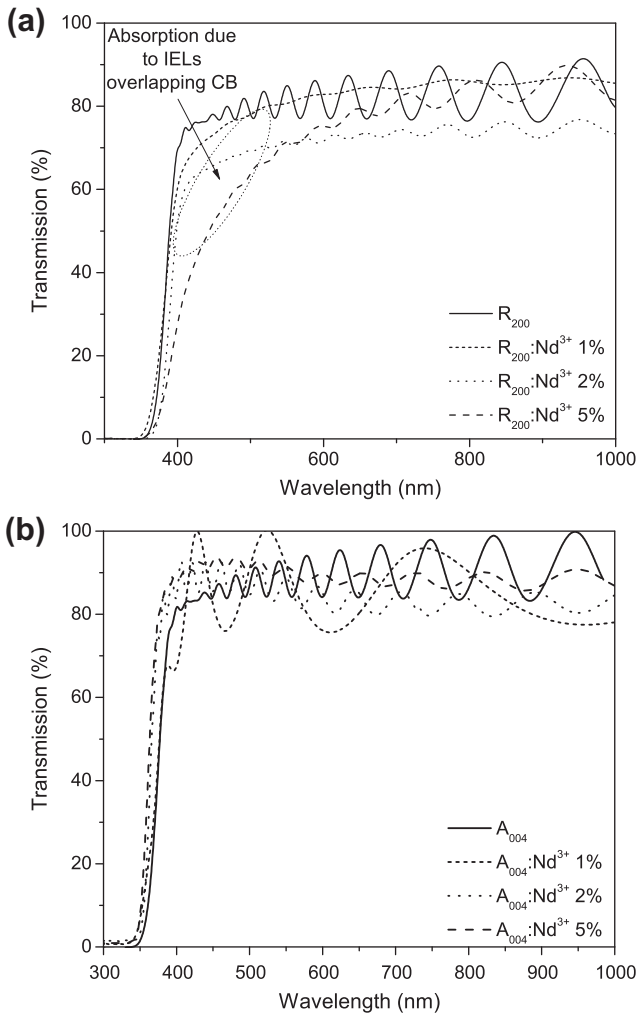 (a)
Absorption due
to IELs
overlapping CB
100
80
60
40
20
0
Transmission (%)
R200
R200:Nd3+ 1%
R200:Nd3+ 2%
R200:Nd3+ 5%
400 600 800 1000
Wavelength (nm)
(b)
100
80
60
40
20
0
Transmission (%)
A004
A004:Nd3+ 1%
A004:Nd3+ 2%
A004:Nd3+ 5%
300 400 500 600 700 800 900 1000
Wavelength (nm)